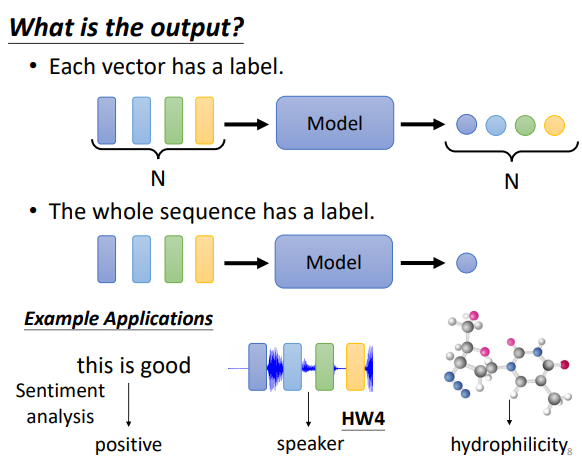 What is the output?
• Each vector has a label.
Model
N
N
• The whole sequence has a label.
Model
Example Applications
this is good
Sentiment
analysis
HW4
positive
speaker
hydrophilicity
8